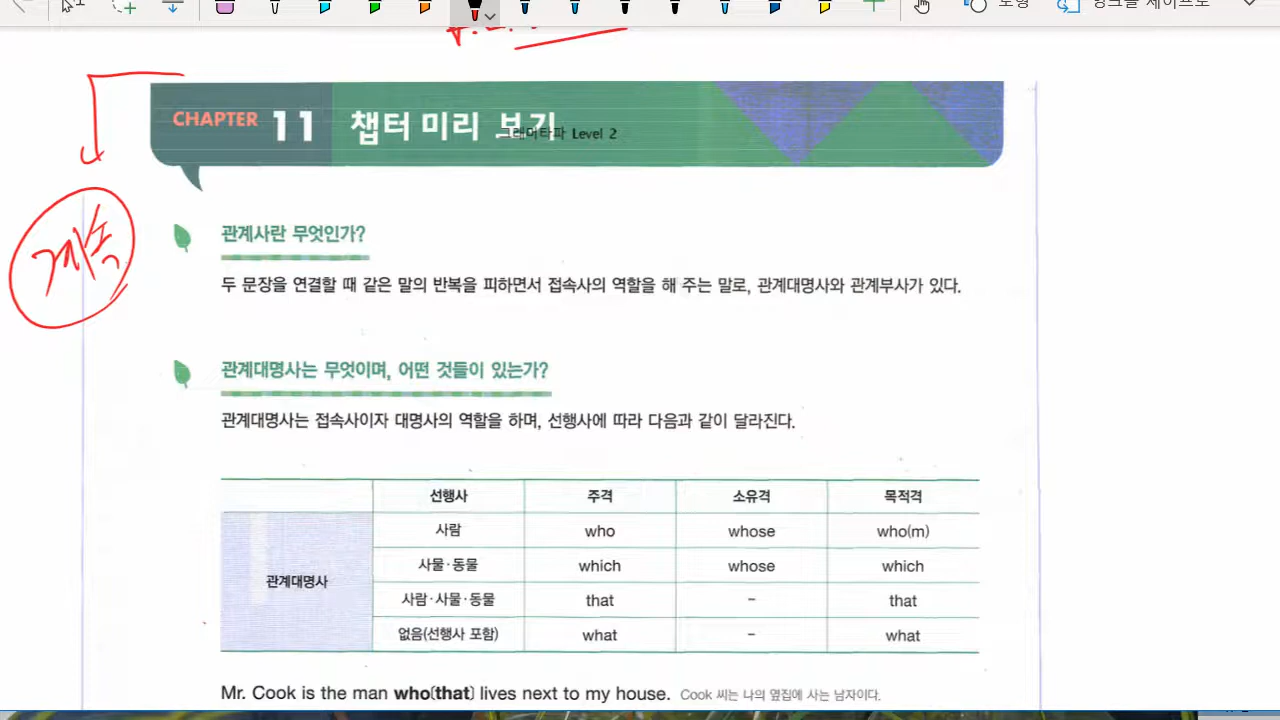 CHAPTER 11 챕터 미리 보기
그래머타파 Level 2
계속
관계사란 무엇인가?
두 문장을 연결할 때 같은 말의 반복을 피하면서 접속사의 역할을 해 주는 말로, 관계대명사와 관계부사가 있다.
관계대명사는 무엇이며, 어떤 것들이 있는가?
관계대명사는 접속사이자 대명사의 역할을 하며, 선행사에 따라 다음과 같이 달라진다.
선행사 주격 소유격 목적격
사람 who whose who(m)
사물·동물 which whose which
관계대명사
사람·사물·동물 that - that
없음(선행사 포함) what - what
Mr. Cook is the man who(that) lives next to my house. Cook 씨는 나의 옆집에 사는 남자이다.